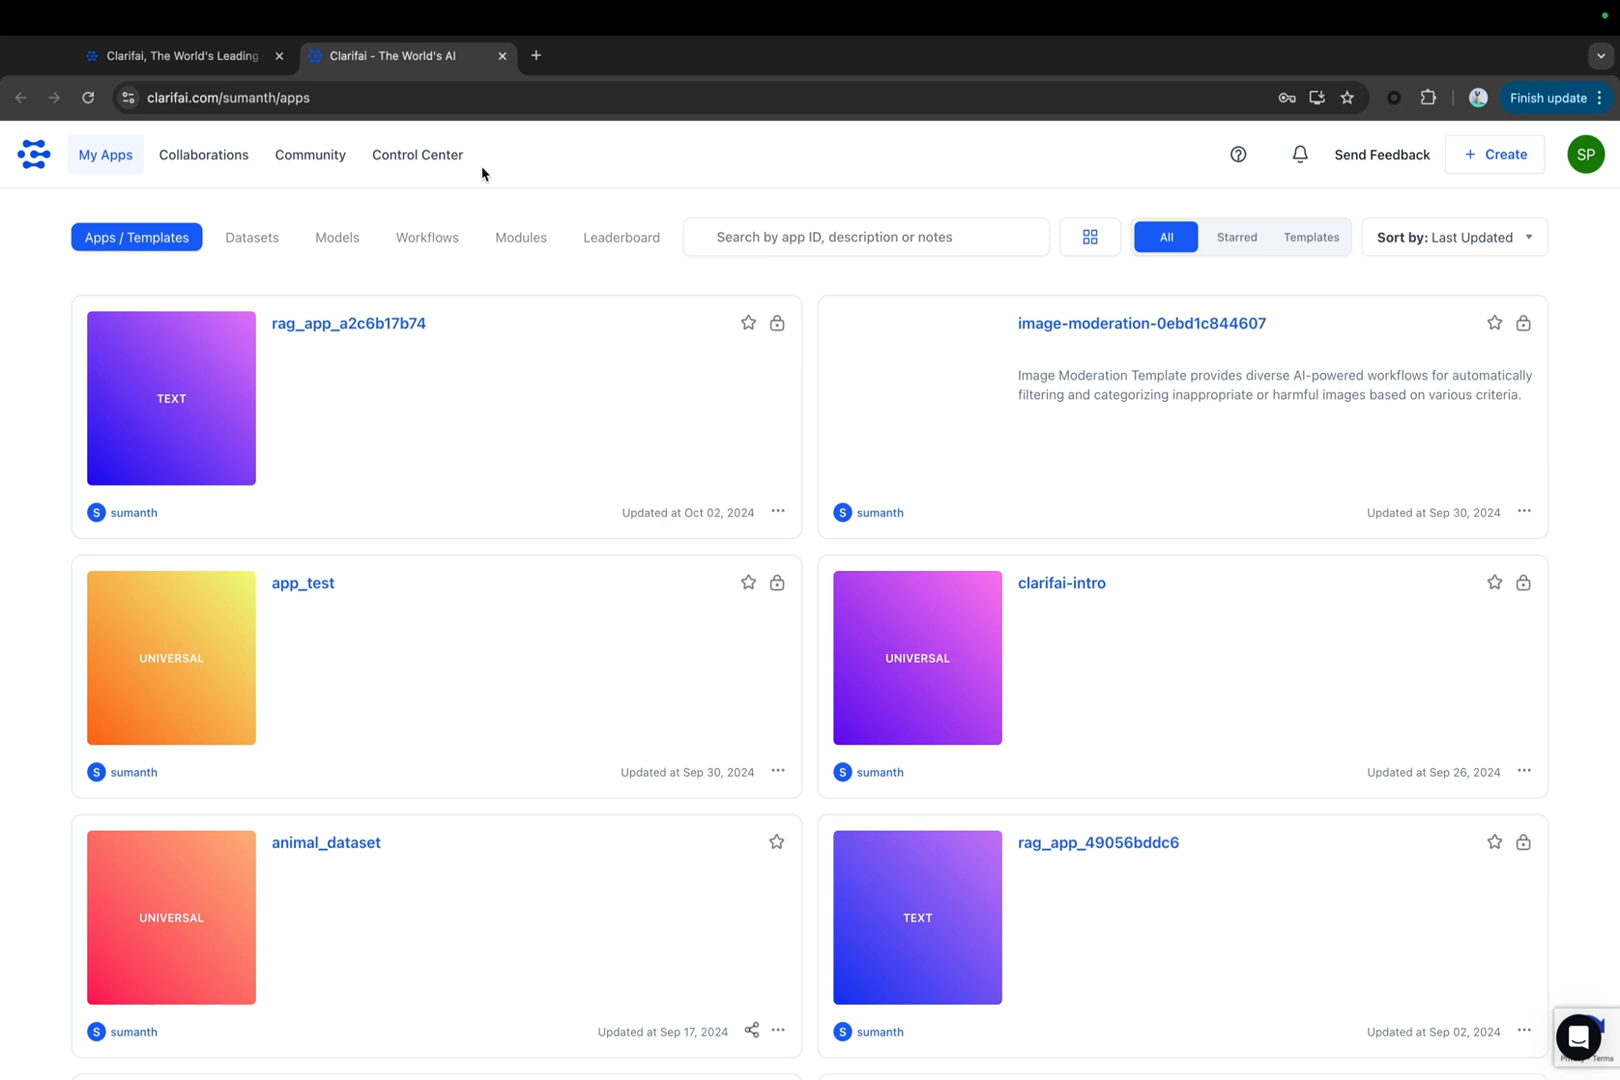 Clarifai, The World's Leading
Clarifai - The World's AI
clarifai.com/sumanth/apps
Finish update
My Apps
Collaborations
Community
Control Center
Send Feedback
+ Create
SP
Apps / Templates
Datasets
Models
Workflows
Modules
Leaderboard
Search by app ID, description or notes
All
Starred
Templates
Sort by: Last Updated
TEXT
rag_app_a2c6b17b74
S sumanth
Updated at Oct 02, 2024
image-moderation-0ebd1c844607
Image Moderation Template provides diverse AI-powered workflows for automatically
filtering and categorizing inappropriate or harmful images based on various criteria.
S sumanth
Updated at Sep 30, 2024
UNIVERSAL
app_test
S sumanth
Updated at Sep 30, 2024
UNIVERSAL
clarifai-intro
S sumanth
Updated at Sep 26, 2024
UNIVERSAL
animal_dataset
S sumanth
Updated at Sep 17, 2024
TEXT
rag_app_49056bddc6
S sumanth
Updated at Sep 02, 2024
Terms